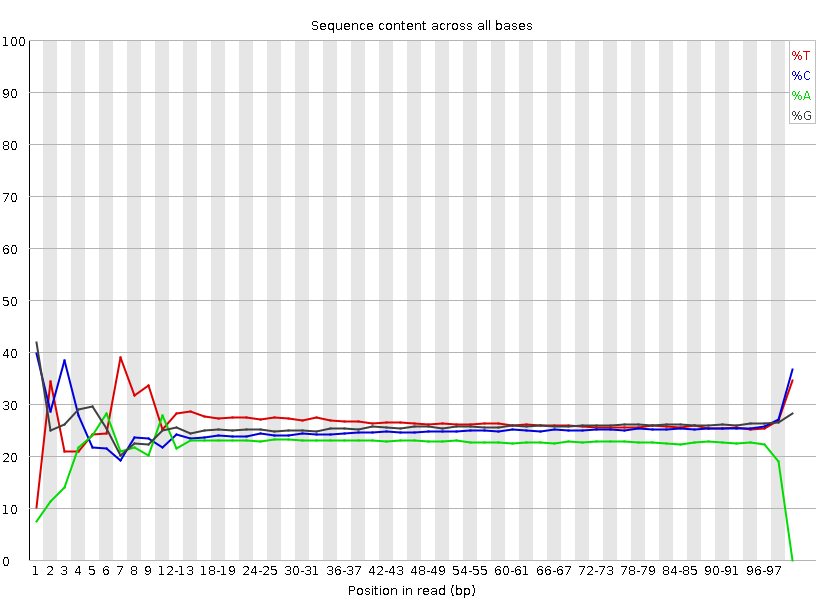 Sequence content across all bases
100
90
80
70
60
50
40
30
20
10
0
%T
%C
%A
%G
1 2 3 4 5 6 7 8 9 12-13 18-19 24-25 30-31 36-37 42-43 48-49 54-55 60-61 66-67 72-73 78-79 84-85 90-91 96-97
Position in read (bp)